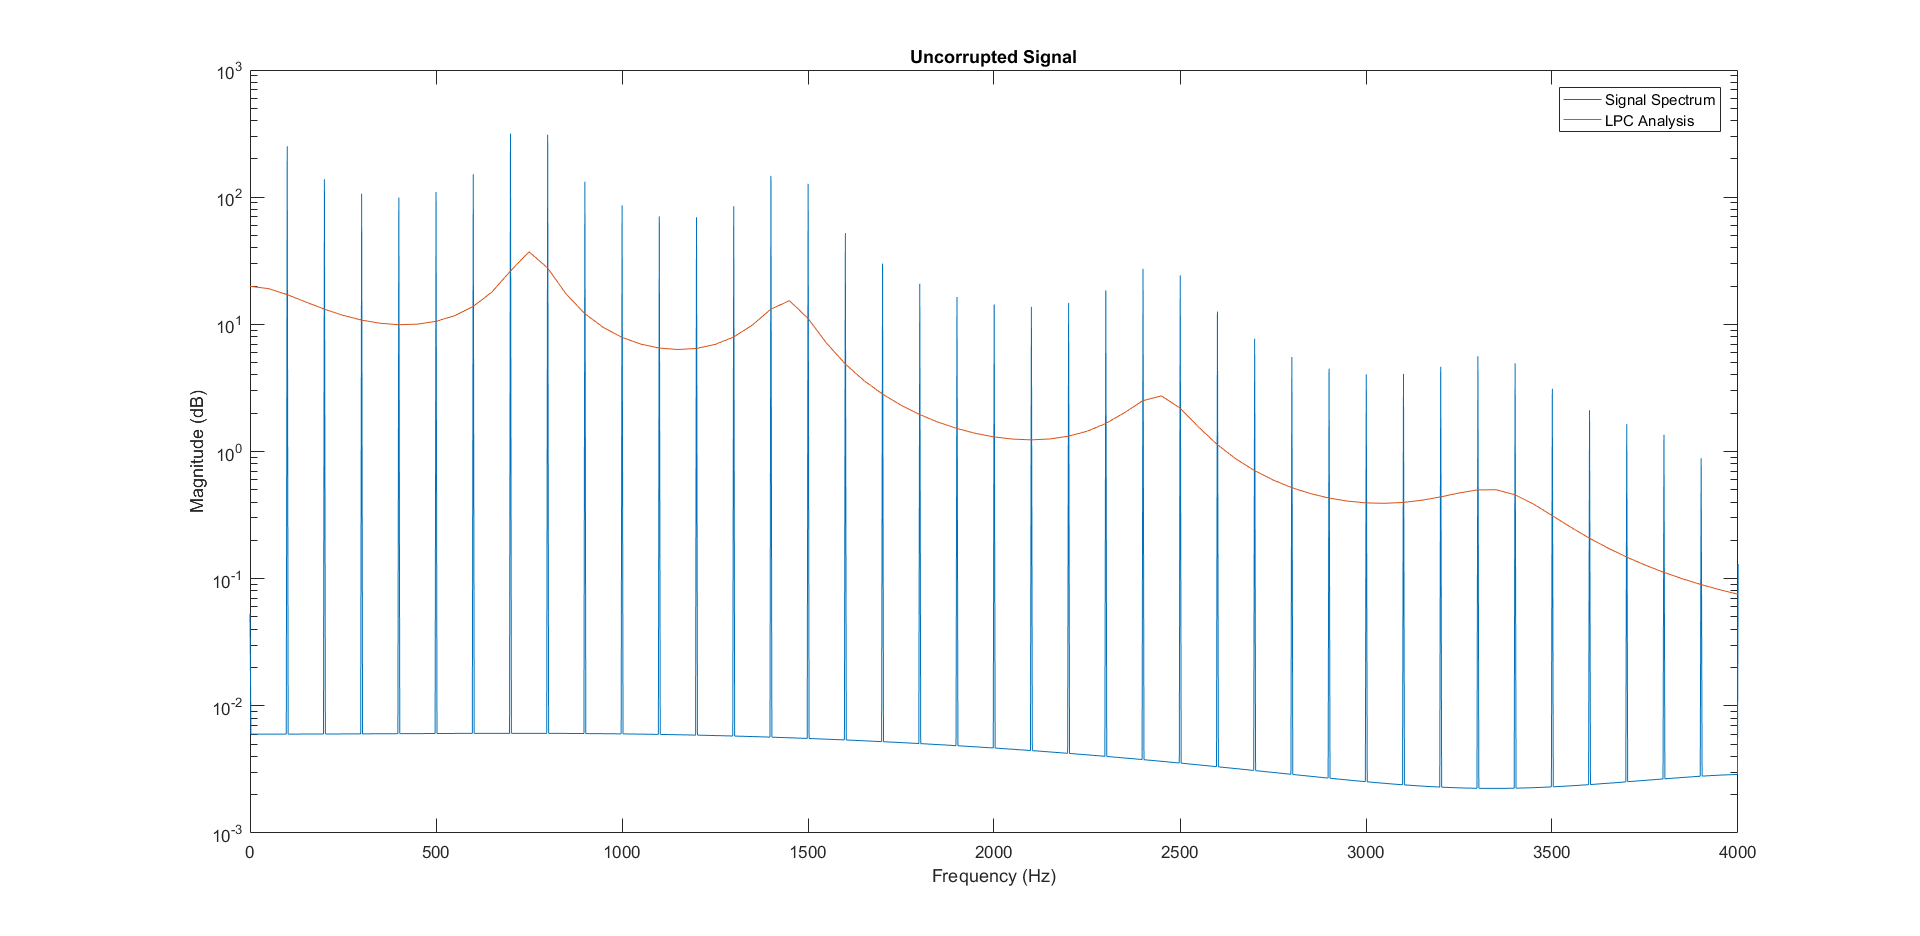 Uncorrupted Signal
Signal Spectrum
LPC Analysis
Magnitude (dB)
10^3
10^2
10^1
10^0
10^-1
10^-2
10^-3
0 500 1000 1500 2000 2500 3000 3500 4000
Frequency (Hz)